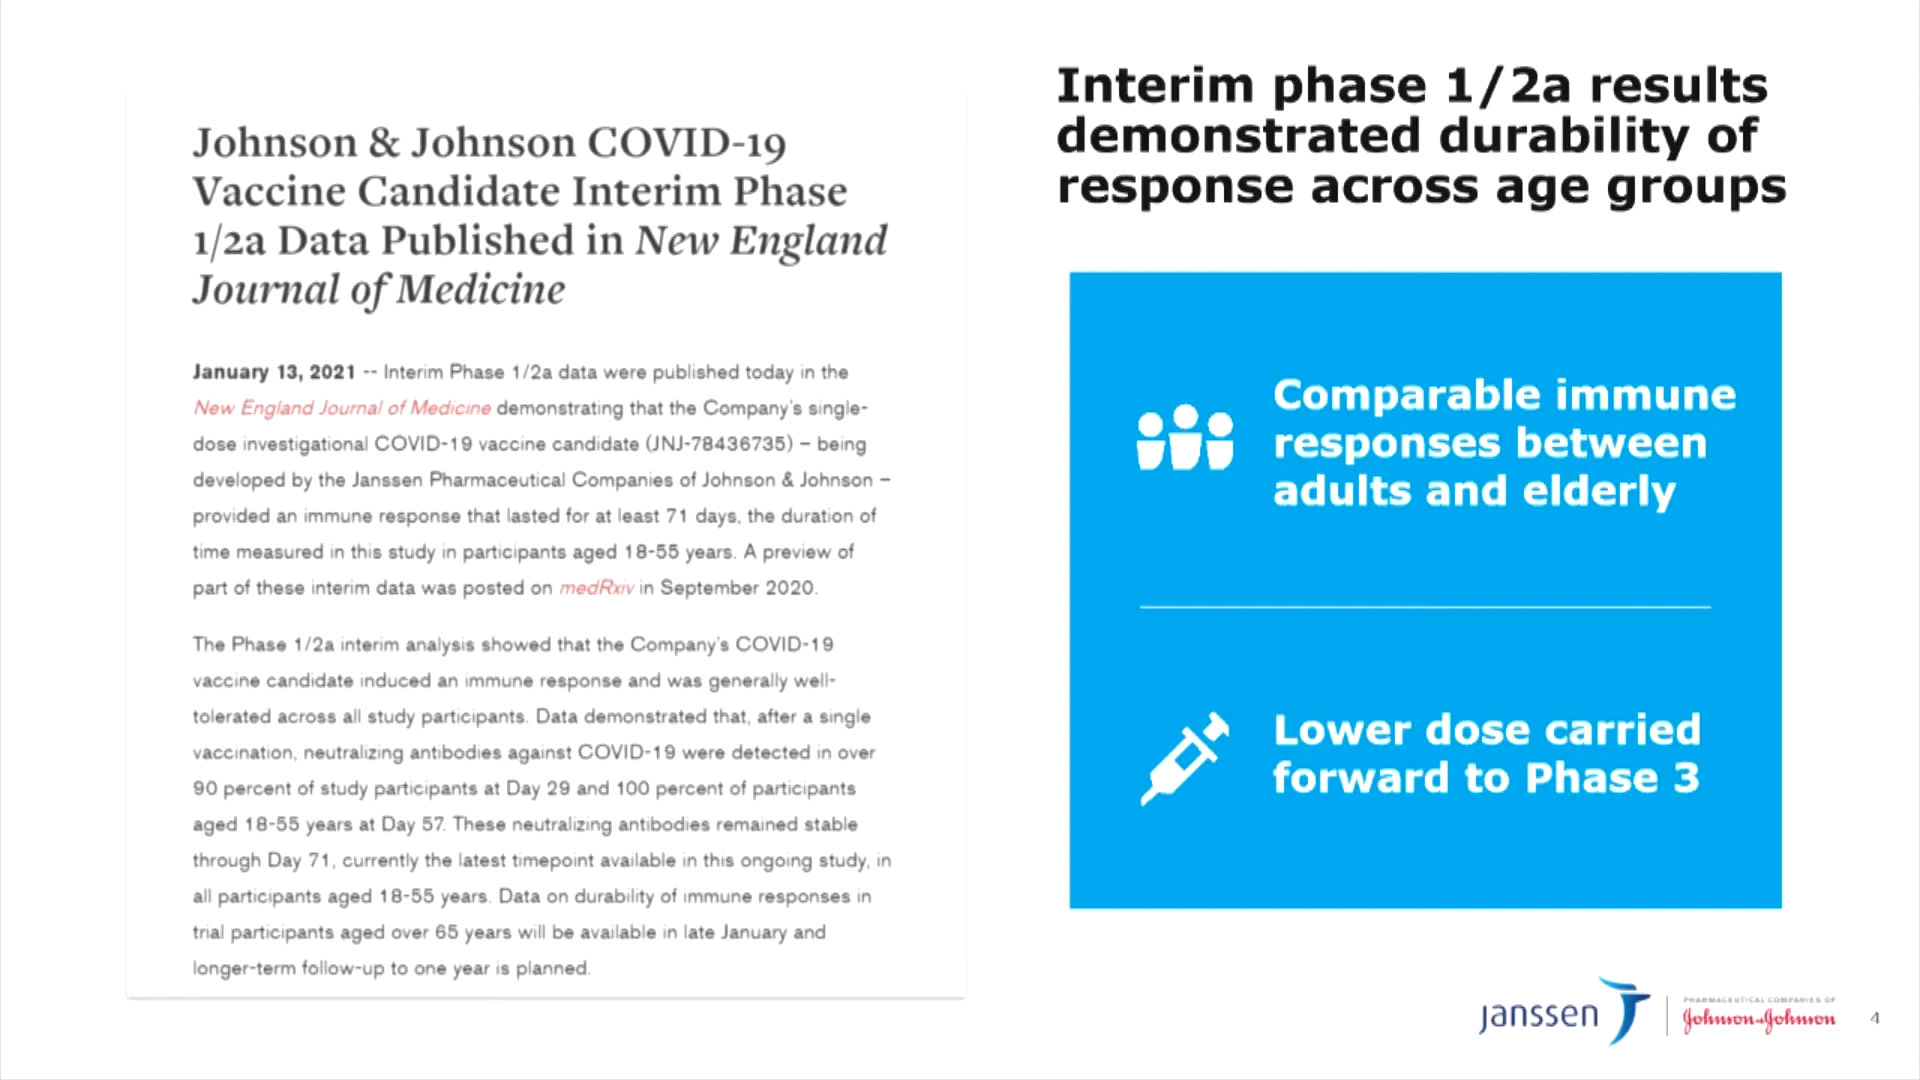 Johnson & Johnson COVID-19
Vaccine Candidate Interim Phase
1/2a Data Published in New England
Journal of Medicine
January 13, 2021 -- Interim Phase 1/2a data were published today in the
New England Journal of Medicine demonstrating that the Company's single-
dose investigational COVID-19 vaccine candidate (JNJ-78436735) – being
developed by the Janssen Pharmaceutical Companies of Johnson & Johnson –
provided an immune response that lasted for at least 71 days, the duration of
time measured in this study in participants aged 18-55 years. A preview of
part of these interim data was posted on medRxiv in September 2020.
The Phase 1/2a interim analysis showed that the Company's COVID-19
vaccine candidate induced an immune response and was generally well-
tolerated across all study participants. Data demonstrated that, after a single
vaccination, neutralizing antibodies against COVID-19 were detected in over
90 percent of study participants at Day 29 and 100 percent of participants
aged 18-55 years at Day 57. These neutralizing antibodies remained stable
through Day 71, currently the latest timepoint available in this ongoing study, in
all participants aged 18-55 years. Data on durability of immune responses in
trial participants aged over 65 years will be available in late January and
longer-term follow-up to one year is planned.
Interim phase 1/2a results
demonstrated durability of
response across age groups
Comparable immune
responses between
adults and elderly
Lower dose carried
forward to Phase 3
janssen
PHARMACEUTICAL COMPANIES OF
Johnson & Johnson
4